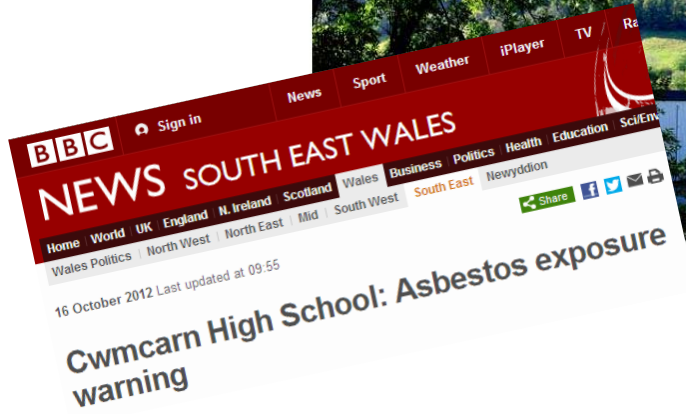 BBC Sign in News Sport Weather iPlayer TV
NEWS SOUTH EAST WALES
Home World UK England N. Ireland Scotland Wales Business Politics Health Education
Wales Politics North West North East Mid South West South East Newyddion
Share
16 October 2012 Last updated at 09:55
Cwmcarn High School: Asbestos exposure
warning